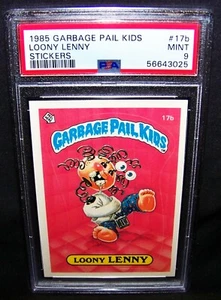 1985 GARBAGE PAIL KIDS #17b
LOONY LENNY MINT
STICKERS PSA 9
56643025
17b
GARBAGE PAIL KIDS
LOONY LENNY